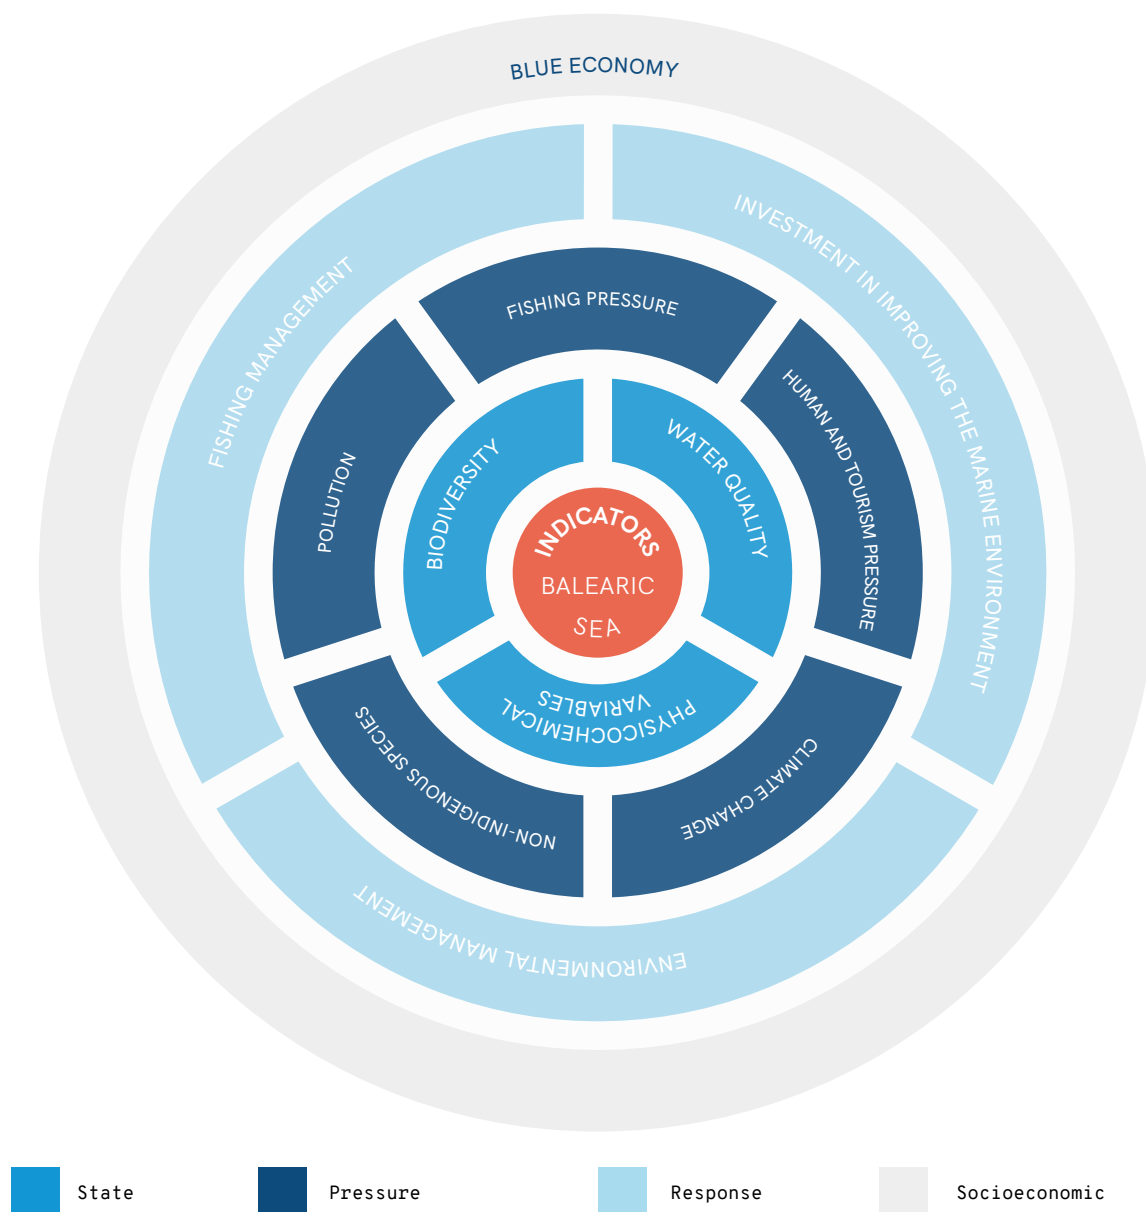 BLUE ECONOMY
FISHING MANAGEMENT
INVESTMENT IN IMPROVING THE MARINE ENVIRONMENT
ENVIRONMENTAL MANAGEMENT
FISHING PRESSURE
HUMAN AND TOURISM PRESSURE
CLIMATE CHANGE
NON-INDIGENOUS SPECIES
POLLUTION
BIODIVERSITY
WATER QUALITY
PHYSICOCHEMICAL
VARIABLES
INDICATORS
BALEARIC
SEA
State
Pressure
Response
Socioeconomic